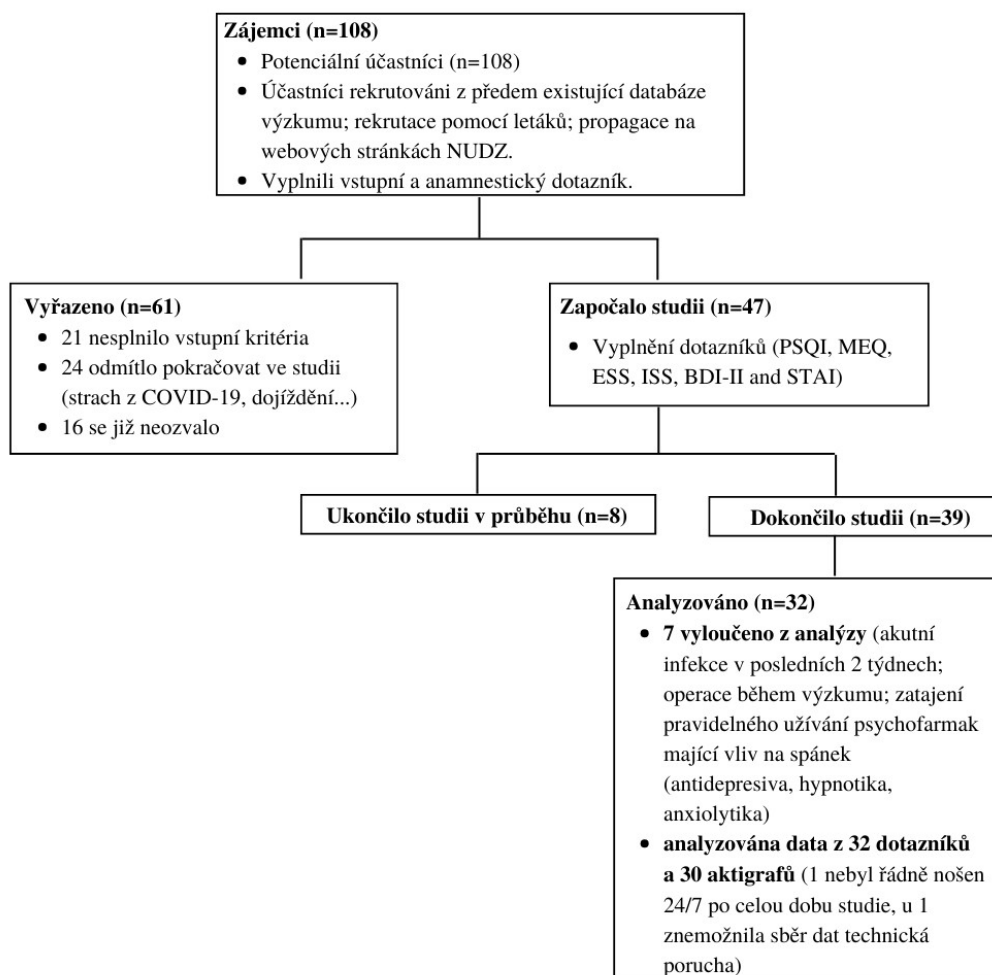 Zájemci (n=108)
• Potenciální účastníci (n=108)
• Účastníci rekrutováni z předem existující databáze
výzkumu; rekrutace pomocí letáků; propagace na
webových stránkách NUDZ.
• Vyplnili vstupní a anamnestický dotazník.
Vyřazeno (n=61)
• 21 nesplnilo vstupní kritéria
• 24 odmítlo pokračovat ve studii
(strach z COVID-19, dojíždění...)
• 16 se již neozvalo
Započalo studii (n=47)
• Vyplnění dotazníků (PSQI, MEQ,
ESS, ISS, BDI-II and STAI)
Ukončilo studii v průběhu (n=8)
Dokončilo studii (n=39)
Analyzováno (n=32)
• 7 vyloučeno z analýzy (akutní
infekce v posledních 2 týdnech;
operace během výzkumu; zatajení
pravidelného užívání psychofarmak
mající vliv na spánek
(antidepresiva, hypnotika,
anxiolytika)
• analyzována data z 32 dotazníků
a 30 aktigrafů (1 nebyl řádně nošen
24/7 po celou dobu studie, u 1
znemožnila sběr dat technická
porucha)